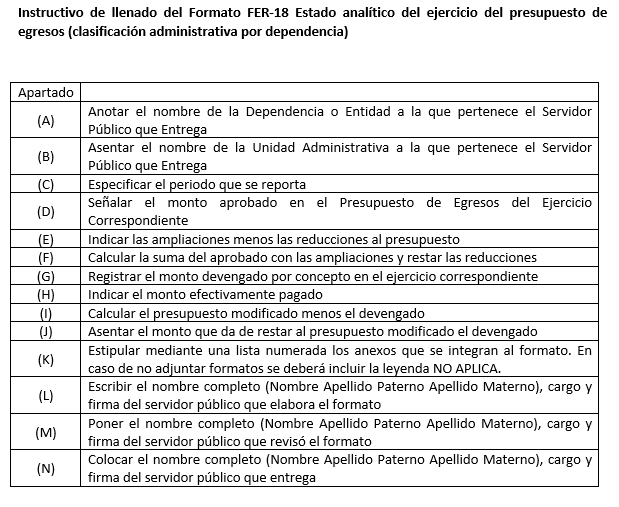 Instructivo de llenado del Formato FER-18 Estado analítico del ejercicio del presupuesto de
egresos (clasificación administrativa por dependencia)
Apartado
(A) Anotar el nombre de la Dependencia o Entidad a la que pertenece el Servidor
Público que Entrega
(B) Asentar el nombre de la Unidad Administrativa a la que pertenece el Servidor
Público que Entrega
(C) Especificar el periodo que se reporta
(D) Señalar el monto aprobado en el Presupuesto de Egresos del Ejercicio
Correspondiente
(E) Indicar las ampliaciones menos las reducciones al presupuesto
(F) Calcular la suma del aprobado con las ampliaciones y restar las reducciones
(G) Registrar el monto devengado por concepto en el ejercicio correspondiente
(H) Indicar el monto efectivamente pagado
(I) Calcular el presupuesto modificado menos el devengado
(J) Asentar el monto que da de restar al presupuesto modificado el devengado
(K) Estipular mediante una lista numerada los anexos que se integran al formato. En
caso de no adjuntar formatos se deberá incluir la leyenda NO APLICA.
(L) Escribir el nombre completo (Nombre Apellido Paterno Apellido Materno), cargo y
firma del servidor público que elabora el formato
(M) Poner el nombre completo (Nombre Apellido Paterno Apellido Materno), cargo y
firma del servidor público que revisó el formato
(N) Colocar el nombre completo (Nombre Apellido Paterno Apellido Materno), cargo y
firma del servidor público que entrega